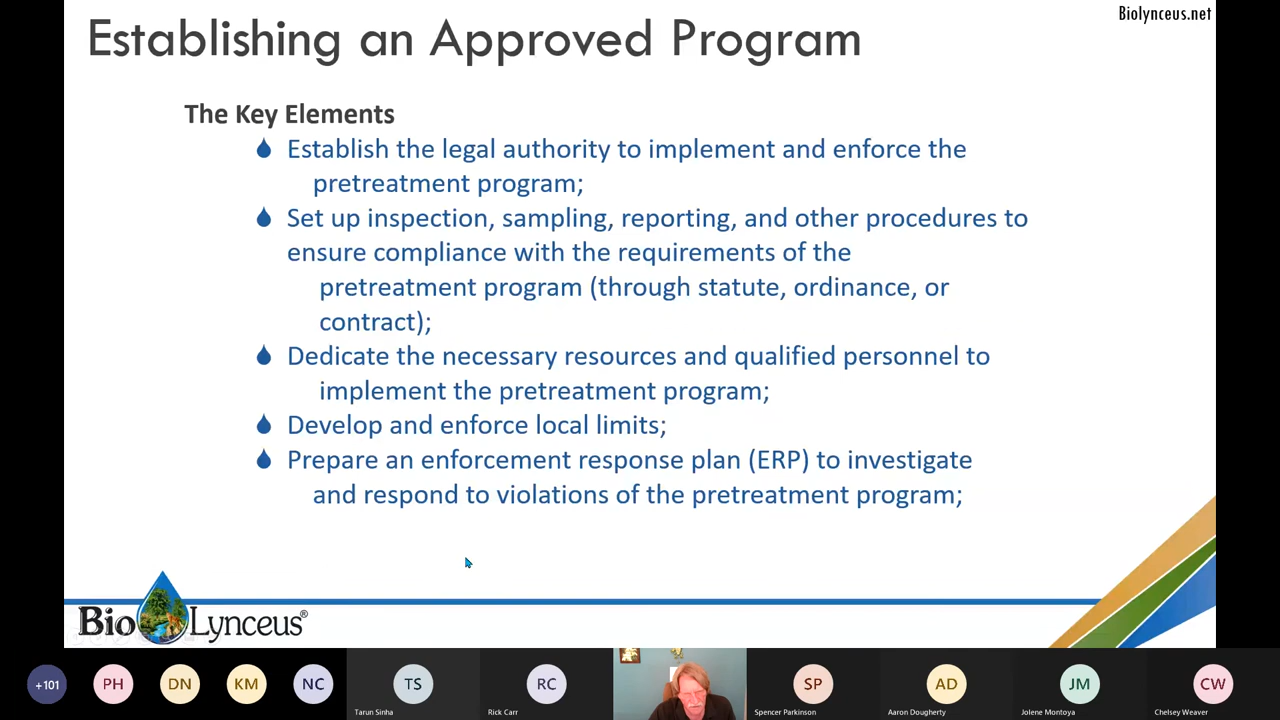 Biolynceus.net
Establishing an Approved Program
The Key Elements
Establish the legal authority to implement and enforce the
pretreatment program;
Set up inspection, sampling, reporting, and other procedures to
ensure compliance with the requirements of the
pretreatment program (through statute, ordinance, or
contract);
Dedicate the necessary resources and qualified personnel to
implement the pretreatment program;
Develop and enforce local limits;
Prepare an enforcement response plan (ERP) to investigate
and respond to violations of the pretreatment program;
Bio Lynceus®
+101 PH DN KM NC TS RC SP AD JM CW
Tarun Sinha Rick Carr Spencer Parkinson Aaron Dougherty Jolene Montoya Chelsey Weaver